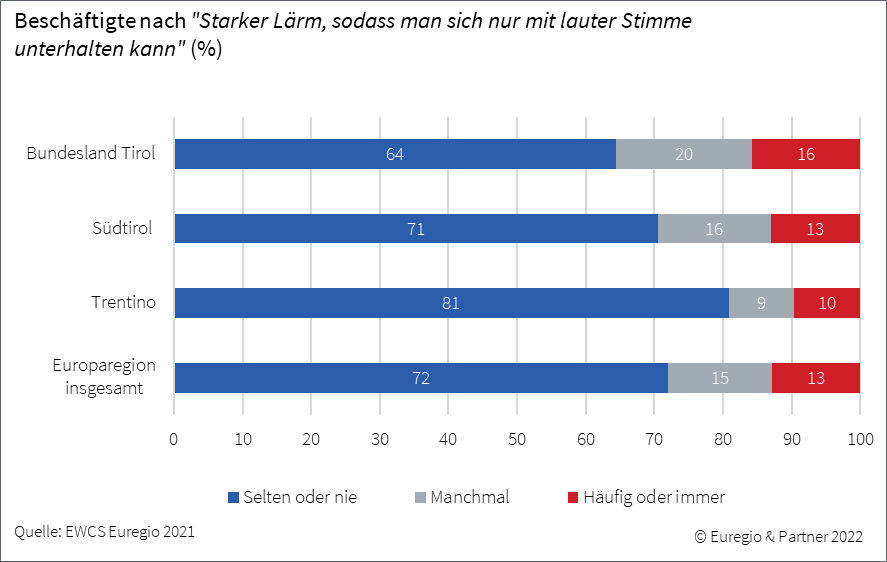 Beschäftigte nach "Starker Lärm, sodass man sich nur mit lauter Stimme
unterhalten kann" (%)
Bundesland Tirol 64 20 16
Südtirol 71 16 13
Trentino 81 9 10
Europaregion
insgesamt 72 15 13
0 10 20 30 40 50 60 70 80 90 100
Selten oder nie Manchmal Häufig oder immer
Quelle: EWCS Euregio 2021
© Euregio & Partner 2022